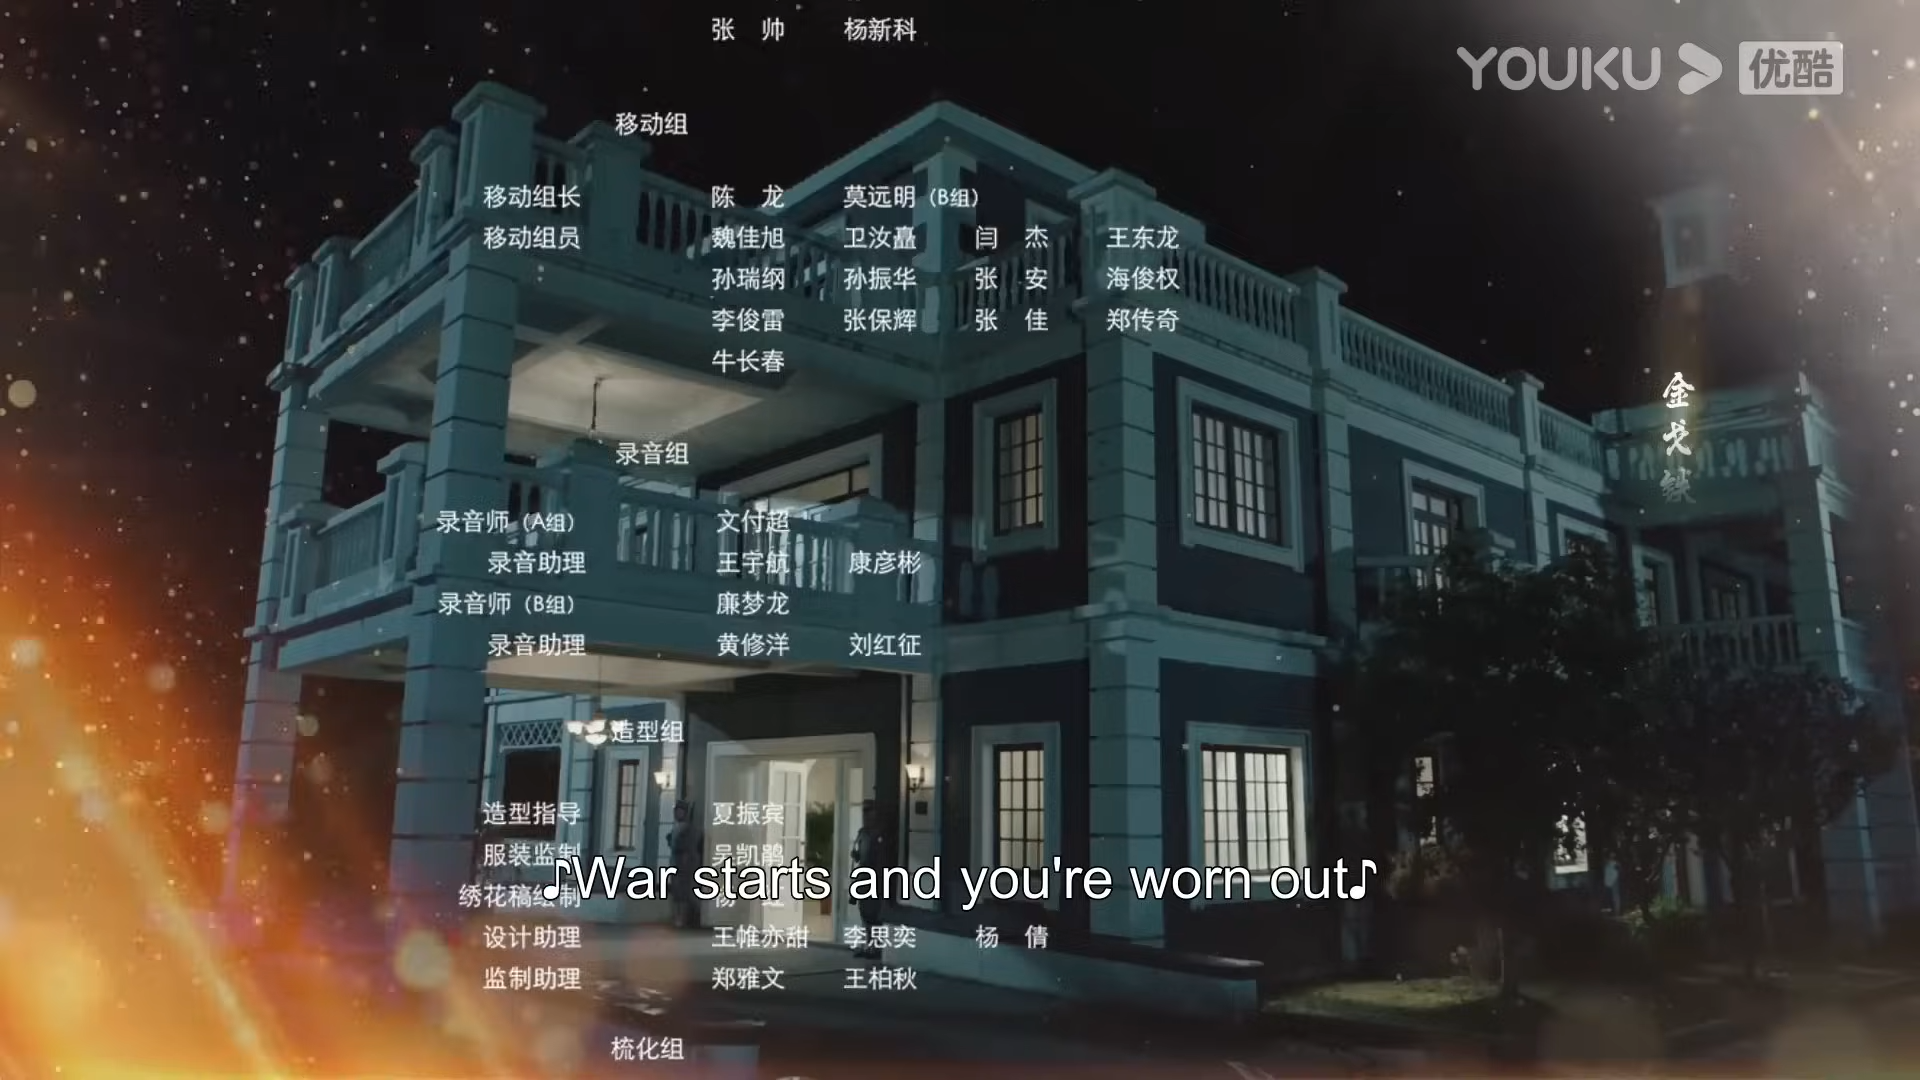 张 帅 杨新科
YOUKU 优酷
移动组
移动组长 陈 龙 莫远明（B组）
移动组员 魏佳旭 卫汝矗 闫 杰 王东龙
孙瑞纲 孙振华 张 安 海俊权
李俊雷 张保辉 张 佳 郑传奇
牛长春
金戈铁
录音组
录音师（A组） 文付超
录音助理 王宇航 康彦彬
录音师（B组） 廉梦龙
录音助理 黄修洋 刘红征
造型组
造型指导 夏振宾
服装监制 吴凯鹃
♪War starts and you're worn out♪
绣花稿绘制 杨
设计助理 王帷亦甜 李思奕 杨 倩
监制助理 郑雅文 王柏秋
梳化组